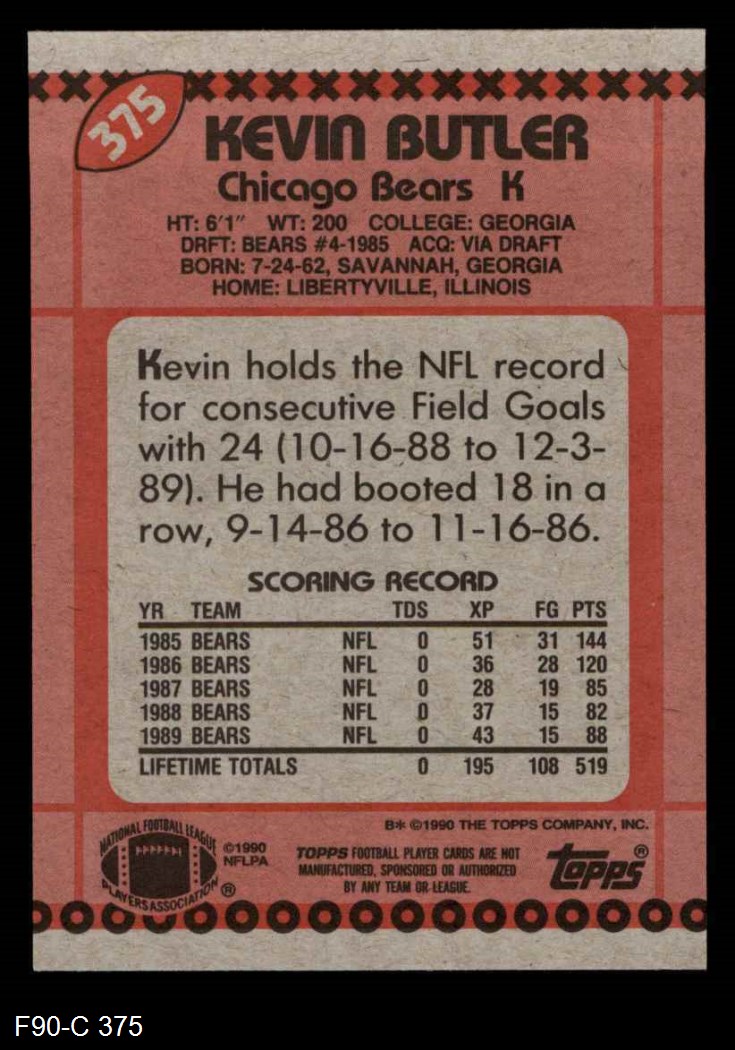 375
KEVIN BUTLER
Chicago Bears K
HT: 6'1" WT: 200 COLLEGE: GEORGIA
DRFT: BEARS #4-1985 ACQ: VIA DRAFT
BORN: 7-24-62, SAVANNAH, GEORGIA
HOME: LIBERTYVILLE, ILLINOIS
Kevin holds the NFL record
for consecutive Field Goals
with 24 (10-16-88 to 12-3-
89). He had booted 18 in a
row, 9-14-86 to 11-16-86.
SCORING RECORD
YR TEAM TDS XP FG PTS
1985 BEARS NFL 0 51 31 144
1986 BEARS NFL 0 36 28 120
1987 BEARS NFL 0 28 19 85
1988 BEARS NFL 0 37 15 82
1989 BEARS NFL 0 43 15 88
LIFETIME TOTALS 0 195 108 519
B* ©1990 THE TOPPS COMPANY, INC.
NATIONAL FOOTBALL LEAGUE
PLAYERS ASSOCIATION ®
©1990
NFLPA
TOPPS FOOTBALL PLAYER CARDS ARE NOT
MANUFACTURED, SPONSORED OR AUTHORIZED
BY ANY TEAM OR LEAGUE.
topps®
F90-C 375